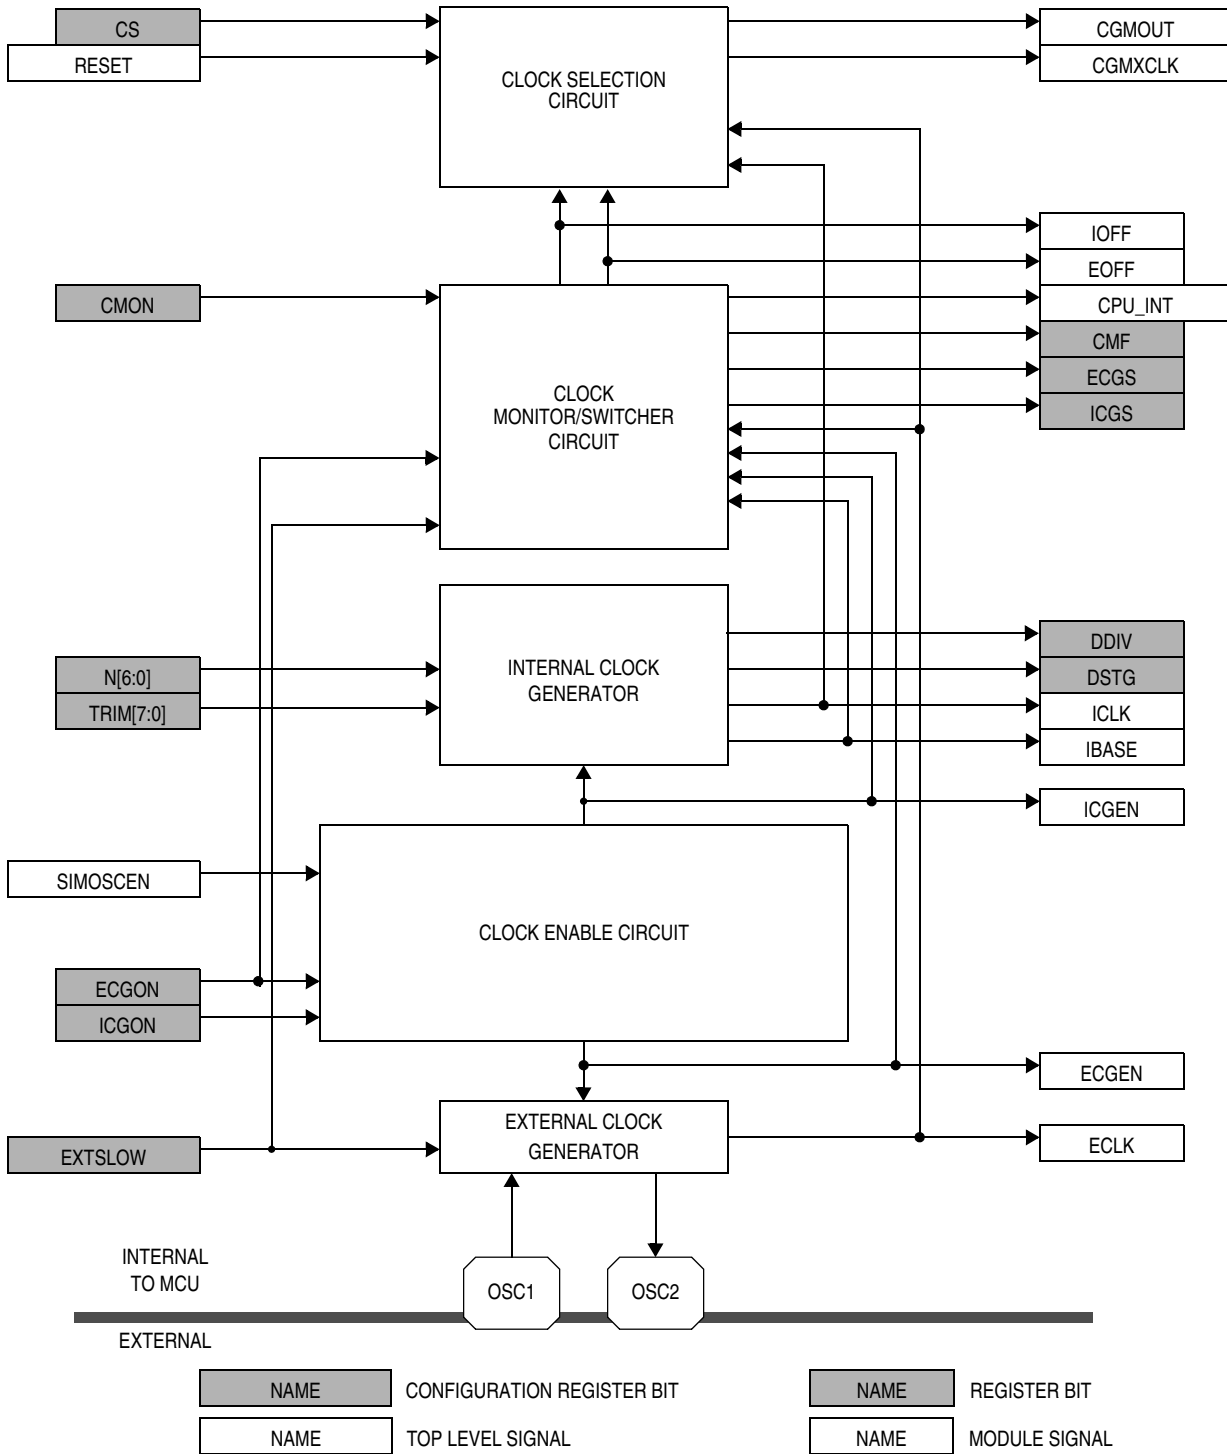 CS
RESET
CLOCK SELECTION
CIRCUIT
CGMOUT
CGMXCLK
IOFF
EOFF
CPU_INT
CMF
ECGS
ICGS
CMON
CLOCK
MONITOR/SWITCHER
CIRCUIT
N[6:0]
TRIM[7:0]
INTERNAL CLOCK
GENERATOR
DDIV
DSTG
ICLK
IBASE
ICGEN
SIMOSCEN
CLOCK ENABLE CIRCUIT
ECGON
ICGON
ECGEN
EXTSLOW
EXTERNAL CLOCK
GENERATOR
ECLK
INTERNAL
TO MCU
OSC1
OSC2
EXTERNAL
NAME
CONFIGURATION REGISTER BIT
NAME
REGISTER BIT
NAME
TOP LEVEL SIGNAL
NAME
MODULE SIGNAL